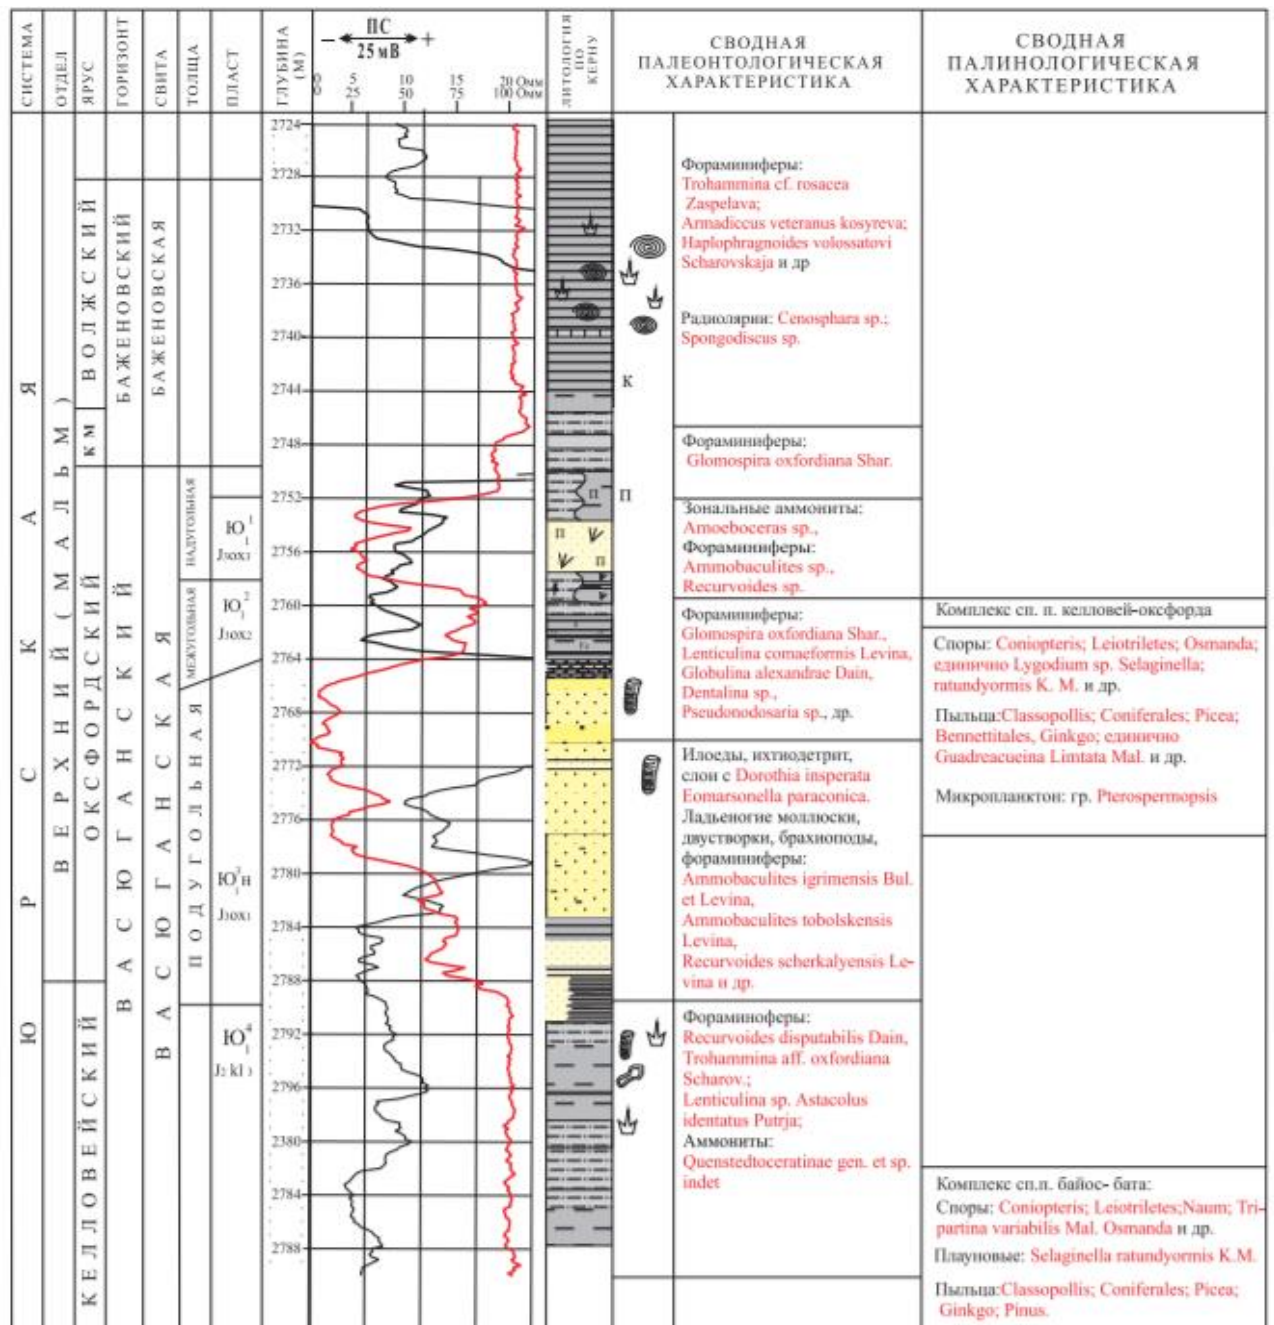 СИСТЕМА
ОТДЕЛ
ЯРУС
ГОРИЗОНТ
СВИТА
ТОЛЩА
ПЛАСТ
ГЛУБИНА (М)
ПС
− +
25 мВ
0 5 10 15 20 Омм
0 25 50 75 100 Омм
ЛИТОЛОГИЯ ПО КЕРНУ
СВОДНАЯ
ПАЛЕОНТОЛОГИЧЕСКАЯ
ХАРАКТЕРИСТИКА
СВОДНАЯ
ПАЛИНОЛОГИЧЕСКАЯ
ХАРАКТЕРИСТИКА
ЮРСКАЯ
ВЕРХНИЙ (МАЛЬМ)
ВОЛЖСКИЙ
КМ
ОКСФОРДСКИЙ
КЕЛЛОВЕЙСКИЙ
БАЖЕНОВСКИЙ
ВАСЮГАНСКИЙ
БАЖЕНОВСКАЯ
ВАСЮГАНСКАЯ
НАДУГОЛЬНАЯ
МЕЖУГОЛЬНАЯ
ПОДУГОЛЬНАЯ
Ю₁¹
J₃ox₃
Ю₁²
J₃ox₂
Ю₁³н
J₃ox₁
Ю₁⁴
J₂ kl ₃
2724
2728
2732
2736
2740
2744
2748
2752
2756
2760
2764
2768
2772
2776
2780
2784
2788
2792
2796
2380
2784
2788
К
П
П
П
П
Fe
Фораминиферы:
Trohammina cf. rosacea
Zaspelava;
Armadiccus veteranus kosyreva;
Haplophragnoides volossatovi
Scharovskaja и др
Радиолярии: Cenosphara sp.;
Spongodiscus sp.
Фораминиферы:
Glomospira oxfordiana Shar.
Зональные аммониты:
Amoeboceras sp.,
Фораминиферы:
Ammobaculites sp.,
Recurvoides sp.
Фораминиферы:
Glomospira oxfordiana Shar.,
Lenticulina comaeformis Levina,
Globulina alexandrae Dain,
Dentalina sp.,
Pseudonodosaria sp., др.
Илоеды, ихтиодетрит,
слои с Dorothia insperata
Eomarsonella paraconica.
Ладьеногие моллюски,
двустворки, брахиоподы,
фораминиферы:
Ammobaculites igrimensis Bul.
et Levina,
Ammobaculites tobolskensis
Levina,
Recurvoides scherkalyensis Le-
vina и др.
Фораминоферы:
Recurvoides disputabilis Dain,
Trohammina aff. oxfordiana
Scharov.;
Lenticulina sp. Astacolus
identatus Putrja;
Аммониты:
Quenstedtoceratinae gen. et sp.
indet
Комплекс сп. п. келловей-оксфорда
Споры: Coniopteris; Leiotriletes; Osmanda;
единично Lygodium sp. Selaginella;
ratundyormis K. M. и др.
Пыльца:Classopollis; Coniferales; Picea;
Bennettitales, Ginkgo; единично
Guadreacueina Limtata Mal. и др.
Микропланктон: гр. Pterospermopsis
Комплекс сп.п. байос- бата:
Споры: Coniopteris; Leiotriletes;Naum; Tri-
partina variabilis Mal. Osmanda и др.
Плауновые: Selaginella ratundyormis K.M.
Пыльца:Classopollis; Coniferales; Picea;
Ginkgo; Pinus.